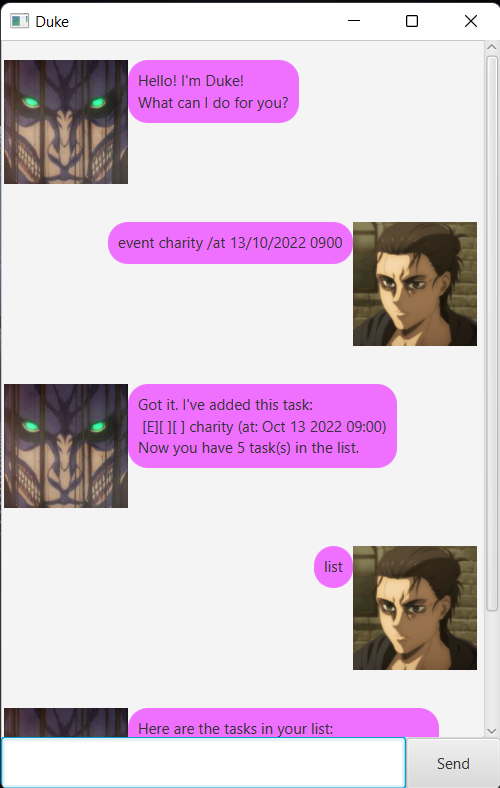 Duke
Hello! I'm Duke!
What can I do for you?
event charity /at 13/10/2022 0900
Got it. I've added this task:
[E][ ][ ] charity (at: Oct 13 2022 09:00)
Now you have 5 task(s) in the list.
list
Here are the tasks in your list:
Send